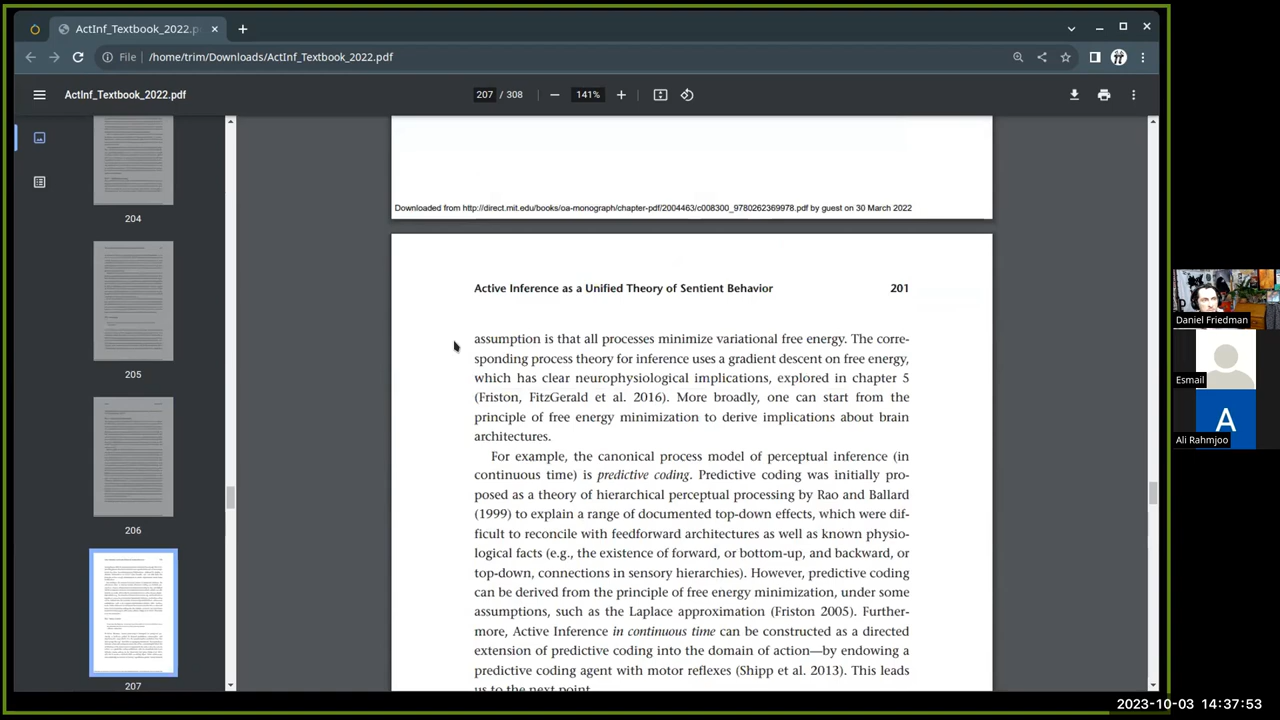 ActInf_Textbook_2022.pd
File
/home/trim/Downloads/ActInf_Textbook_2022.pdf
ActInf_Textbook_2022.pdf
207 / 308
141%
204
205
206
207
Downloaded from http://direct.mit.edu/books/oa-monograph/chapter-pdf/2004463/c008300_9780262369978.pdf by guest on 30 March 2022
Active Inference as a Unified Theory of Sentient Behavior 201
assumption is that all processes minimize variational free energy. The corre-
sponding process theory for inference uses a gradient descent on free energy,
which has clear neurophysiological implications, explored in chapter 5
(Friston, FitzGerald et al. 2016). More broadly, one can start from the
principle of free energy minimization to derive implications about brain
architectures.
For example, the canonical process model of perceptual inference (in
continuous time) is predictive coding. Predictive coding was initially pro-
posed as a theory of hierarchical perceptual processing by Rao and Ballard
(1999) to explain a range of documented top-down effects, which were dif-
ficult to reconcile with feedforward architectures as well as known physio-
logical facts (e.g., the existence of forward, or bottom-up, and backward, or
top-down, connections in sensory hierarchies). However, predictive coding
can be derived from the principle of free energy minimization, under some
assumptions, such as the Laplace approximation (Friston 2005). Further-
more, Active Inference in continuous time can be constructed as a directed
extension of predictive coding into the domain of action—by endowing a
predictive coding agent with motor reflexes (Shipp et al. 2013). This leads
us to the next point.
Daniel Friedman
Esmail
A
Ali Rahmjoo
2023-10-03 14:37:53